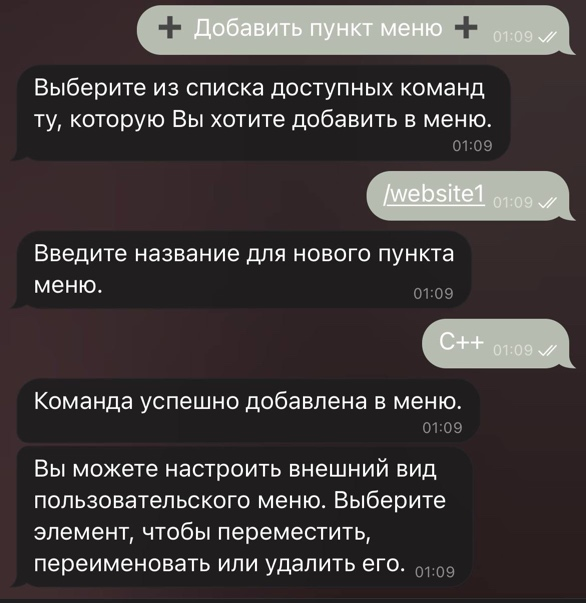 ➕ Добавить пункт меню ➕ 01:09
Выберите из списка доступных команд
ту, которую Вы хотите добавить в меню.
01:09
/website1 01:09
Введите название для нового пункта
меню. 01:09
C++ 01:09
Команда успешно добавлена в меню.
01:09
Вы можете настроить внешний вид
пользовательского меню. Выберите
элемент, чтобы переместить,
переименовать или удалить его. 01:09